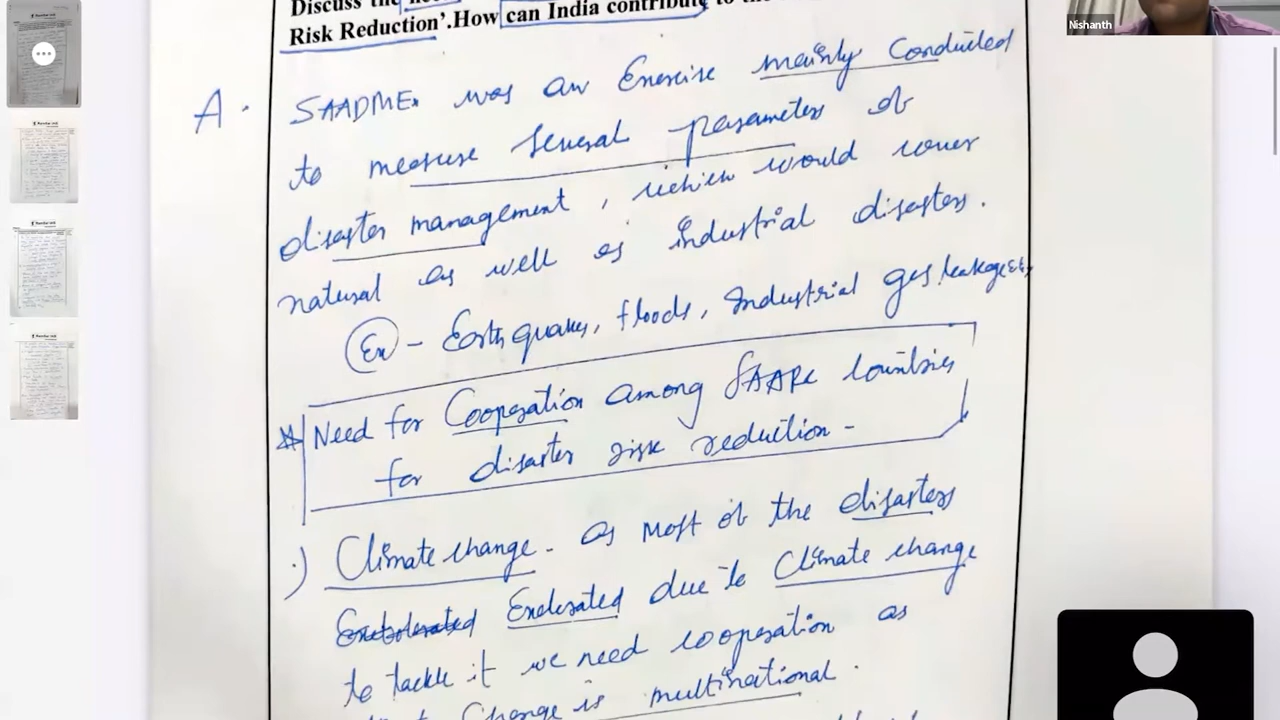 Discuss the
Risk Reduction'.How can India contribute to the
Nishanth
A. SAADMEx was an Exercise mainly Conducted
to measure several parameters of
disaster management, which would cover
natural as well as industrial disasters.
Ex - Earthquakes, floods, Industrial gas leakages etc
* Need for Cooperation among SAARC Countries
for disaster risk reduction -
.) Climate change - as most of the disasters
due to Climate change
to tackle it we need cooperation as
Change is multinational.